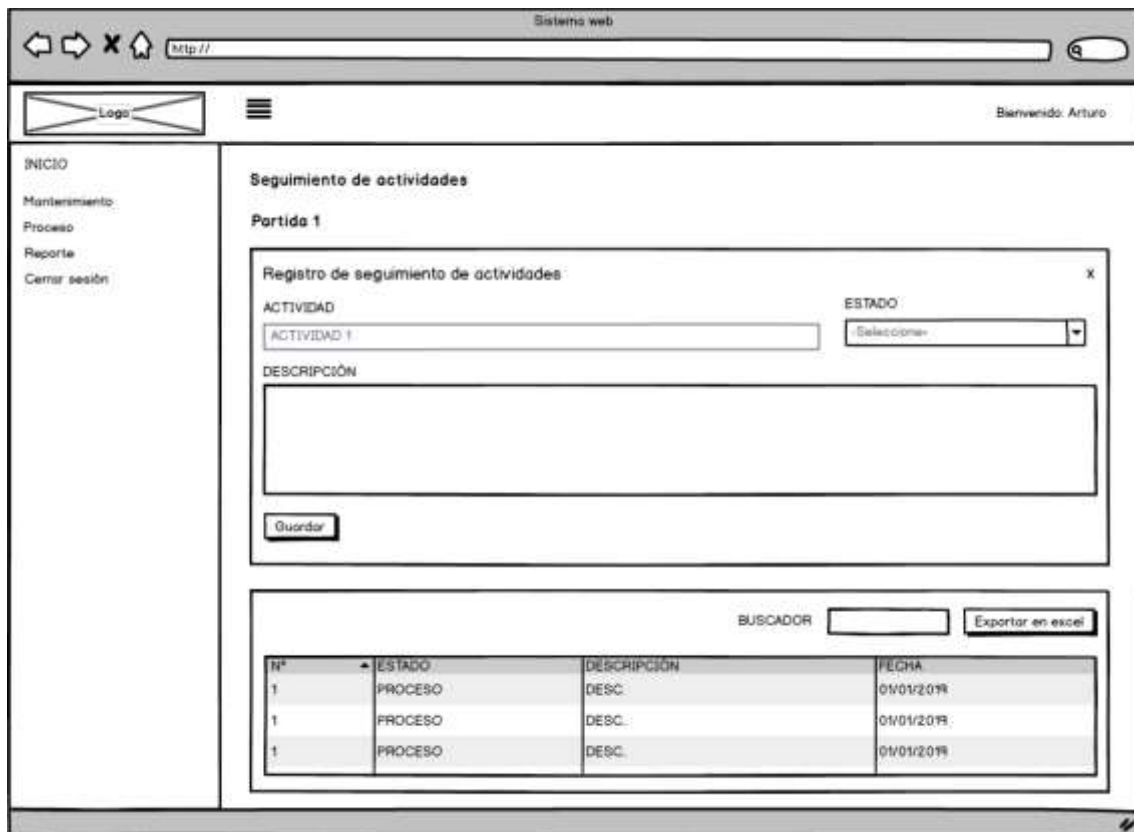 Sistema web
http://
Logo
Bienvenido: Arturo
INICIO
Mantenimiento
Proceso
Reporte
Cerrar sesión
Seguimiento de actividades
Partida 1
Registro de seguimiento de actividades x
ACTIVIDAD ESTADO
ACTIVIDAD 1 -Seleccione-
DESCRIPCIÓN
Guardar
BUSCADOR Exportar en excel
N° ESTADO DESCRIPCIÓN FECHA
1 PROCESO DESC. 01/01/2019
1 PROCESO DESC. 01/01/2019
1 PROCESO DESC. 01/01/2019